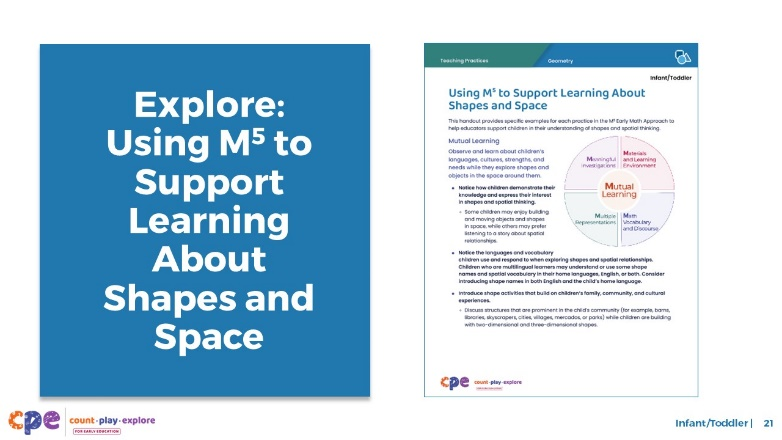 Explore:
Using M⁵ to
Support
Learning
About
Shapes and
Space
Teaching Practices
Geometry
Infant/Toddler
Using M⁵ to Support Learning About
Shapes and Space
This handout provides specific examples for each practice in the M⁵ Early Math Approach to
help educators support children in their understanding of shapes and spatial thinking.
Mutual Learning
Observe and learn about children's
languages, cultures, strengths, and
needs while they explore shapes and
objects in the space around them.
• Notice how children demonstrate their
knowledge and express their interest
in shapes and spatial thinking.
◦ Some children may enjoy building
and moving objects and shapes
in space, while others may prefer
listening to a story about spatial
relationships.
Meaningful
Investigations
Materials
and Learning
Environment
Mutual
Learning
Multiple
Representations
Math
Vocabulary
and Discourse
• Notice the languages and vocabulary
children use and respond to when exploring shapes and spatial relationships.
Children who are multilingual learners may understand or use some shape
names and spatial vocabulary in their home languages, English, or both. Consider
introducing shape names in both English and the child's home language.
• Introduce shape activities that build on children's family, community, and cultural
experiences.
◦ Discuss structures that are prominent in the child's community (for example, barns,
libraries, skyscrapers, cities, villages, mercados, or parks) while children are building
with two-dimensional and three-dimensional shapes.
cpe count·play·explore
cpe count·play·explore
FOR EARLY EDUCATION
Infant/Toddler | 21